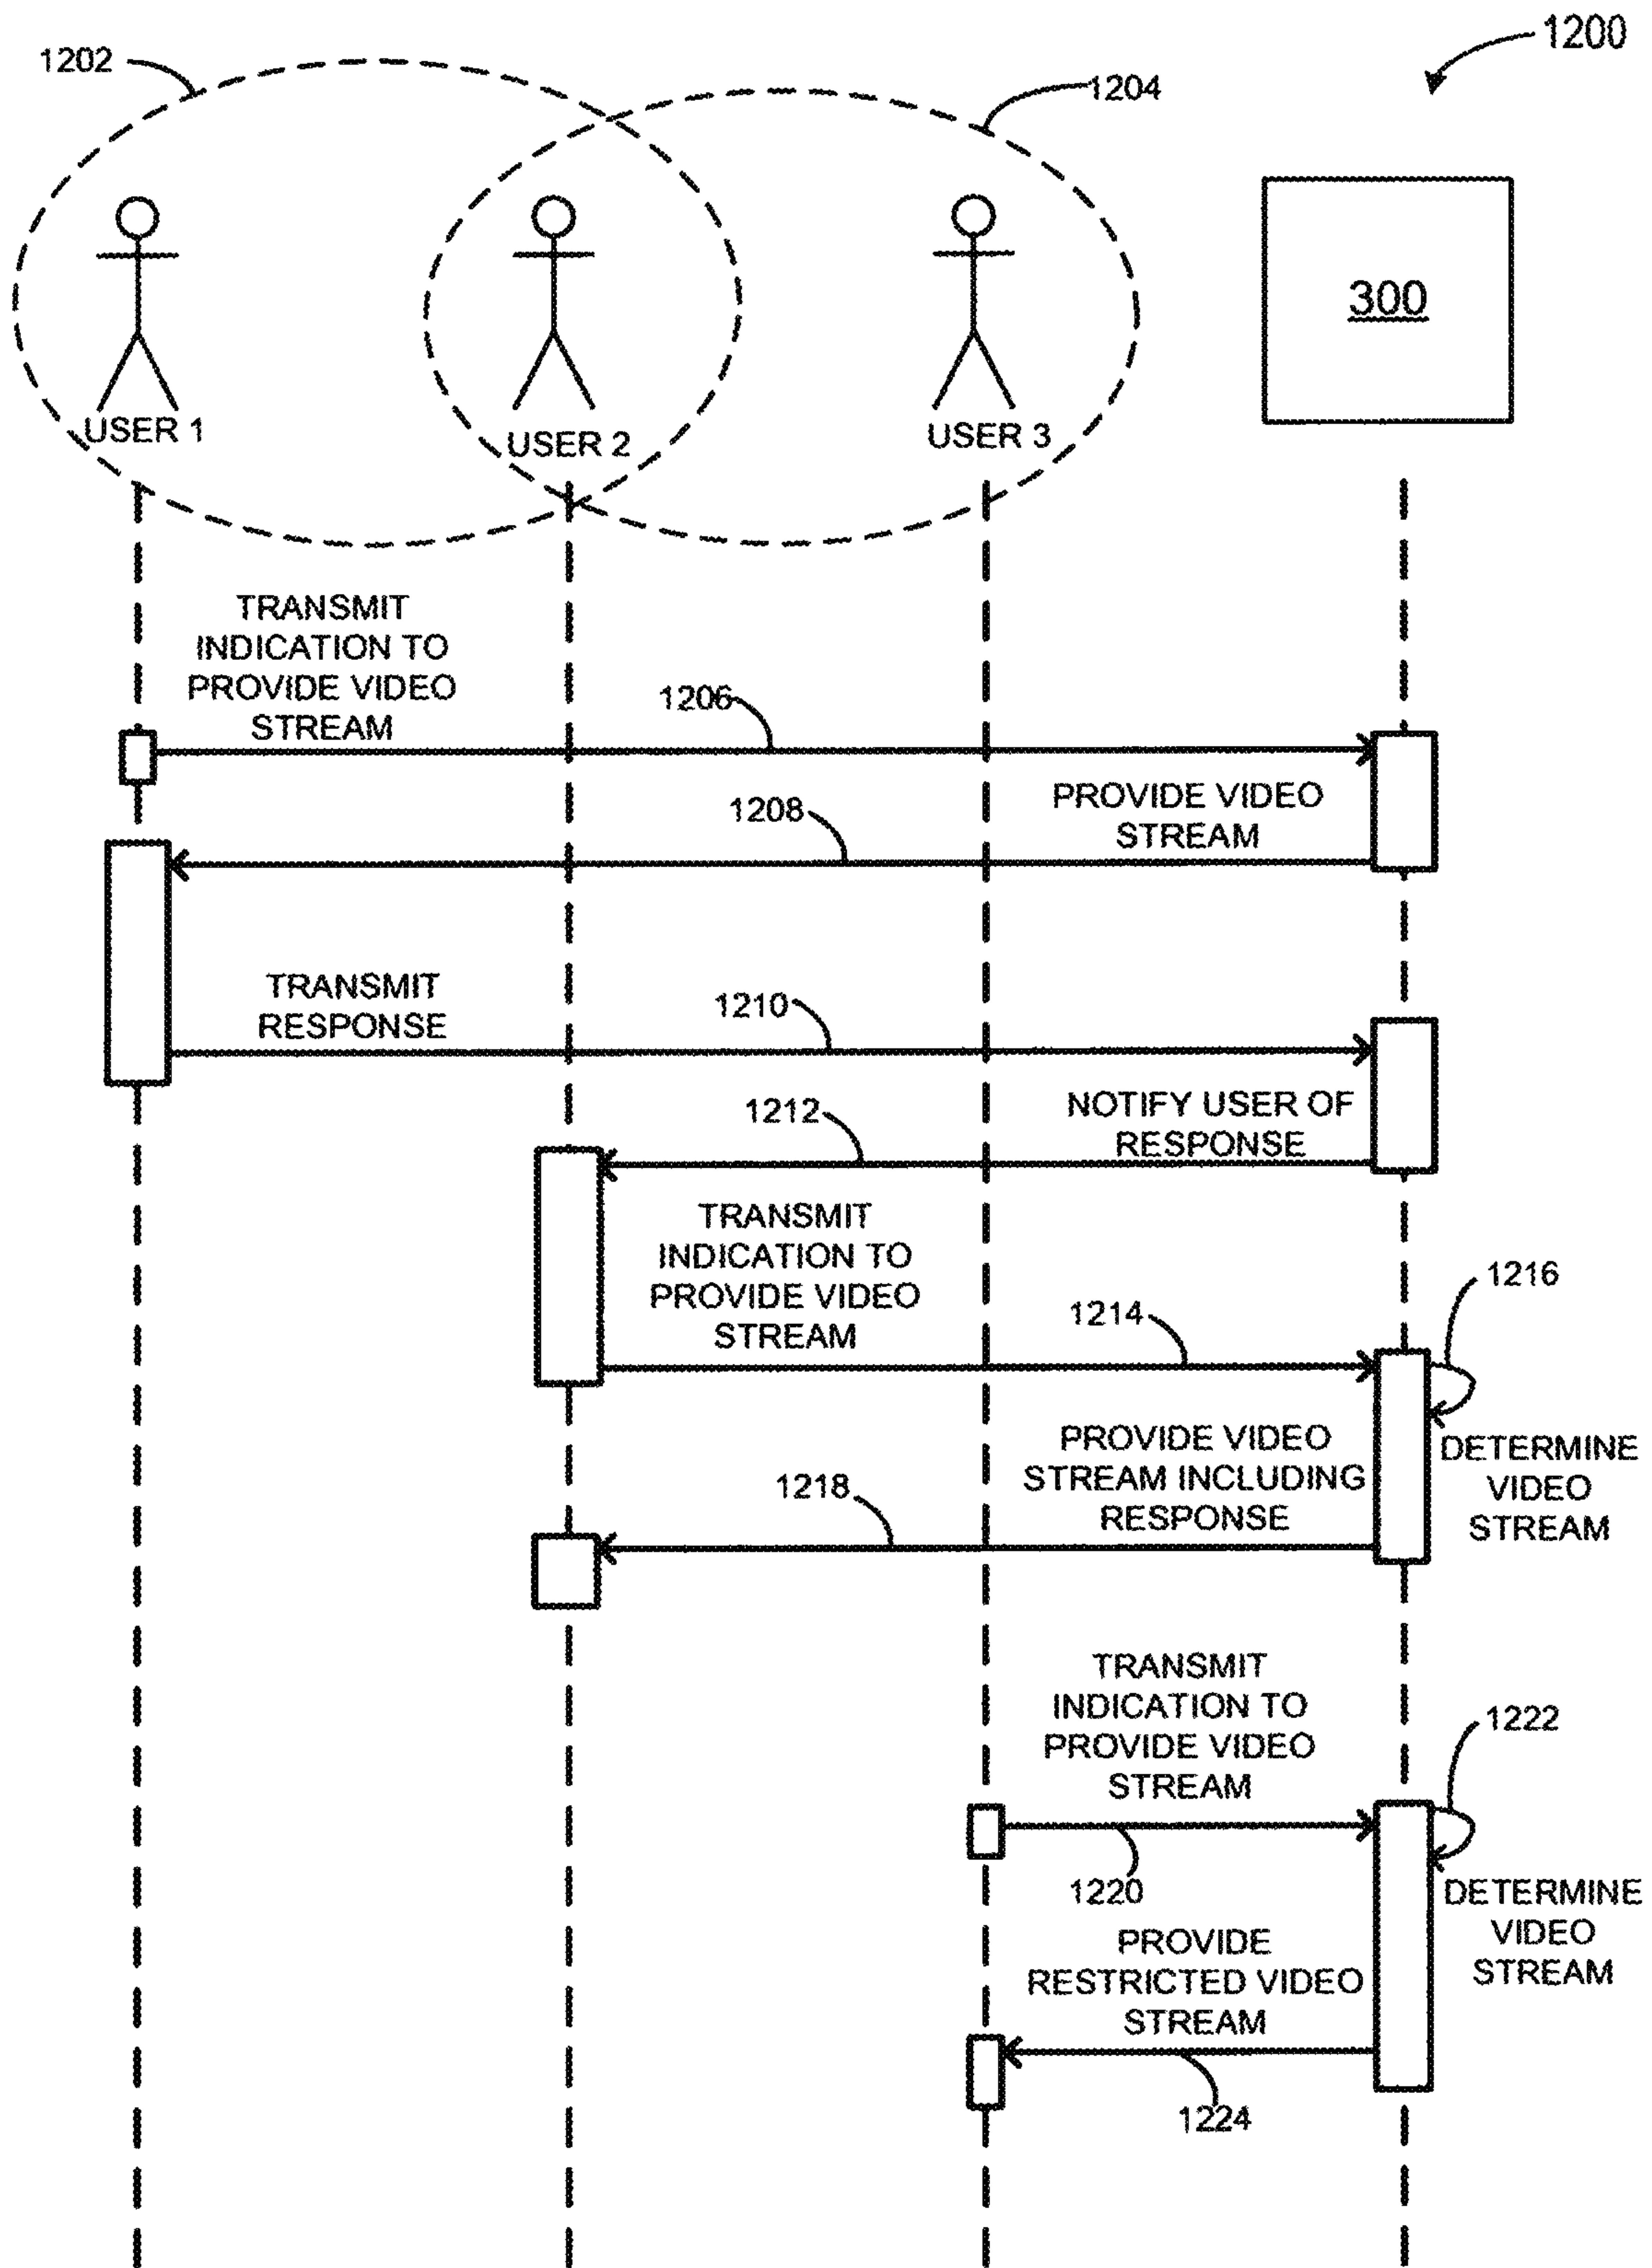 1200
1202
1204
300
USER 1
USER 2
USER 3
TRANSMIT
INDICATION TO
PROVIDE VIDEO
STREAM
1206
PROVIDE VIDEO
STREAM
1208
TRANSMIT
RESPONSE
1210
NOTIFY USER OF
RESPONSE
1212
TRANSMIT
INDICATION TO
PROVIDE VIDEO
STREAM
1214
1216
DETERMINE
VIDEO
STREAM
PROVIDE VIDEO
STREAM INCLUDING
RESPONSE
1218
TRANSMIT
INDICATION TO
PROVIDE VIDEO
STREAM
1220
1222
DETERMINE
VIDEO
STREAM
PROVIDE
RESTRICTED VIDEO
STREAM
1224